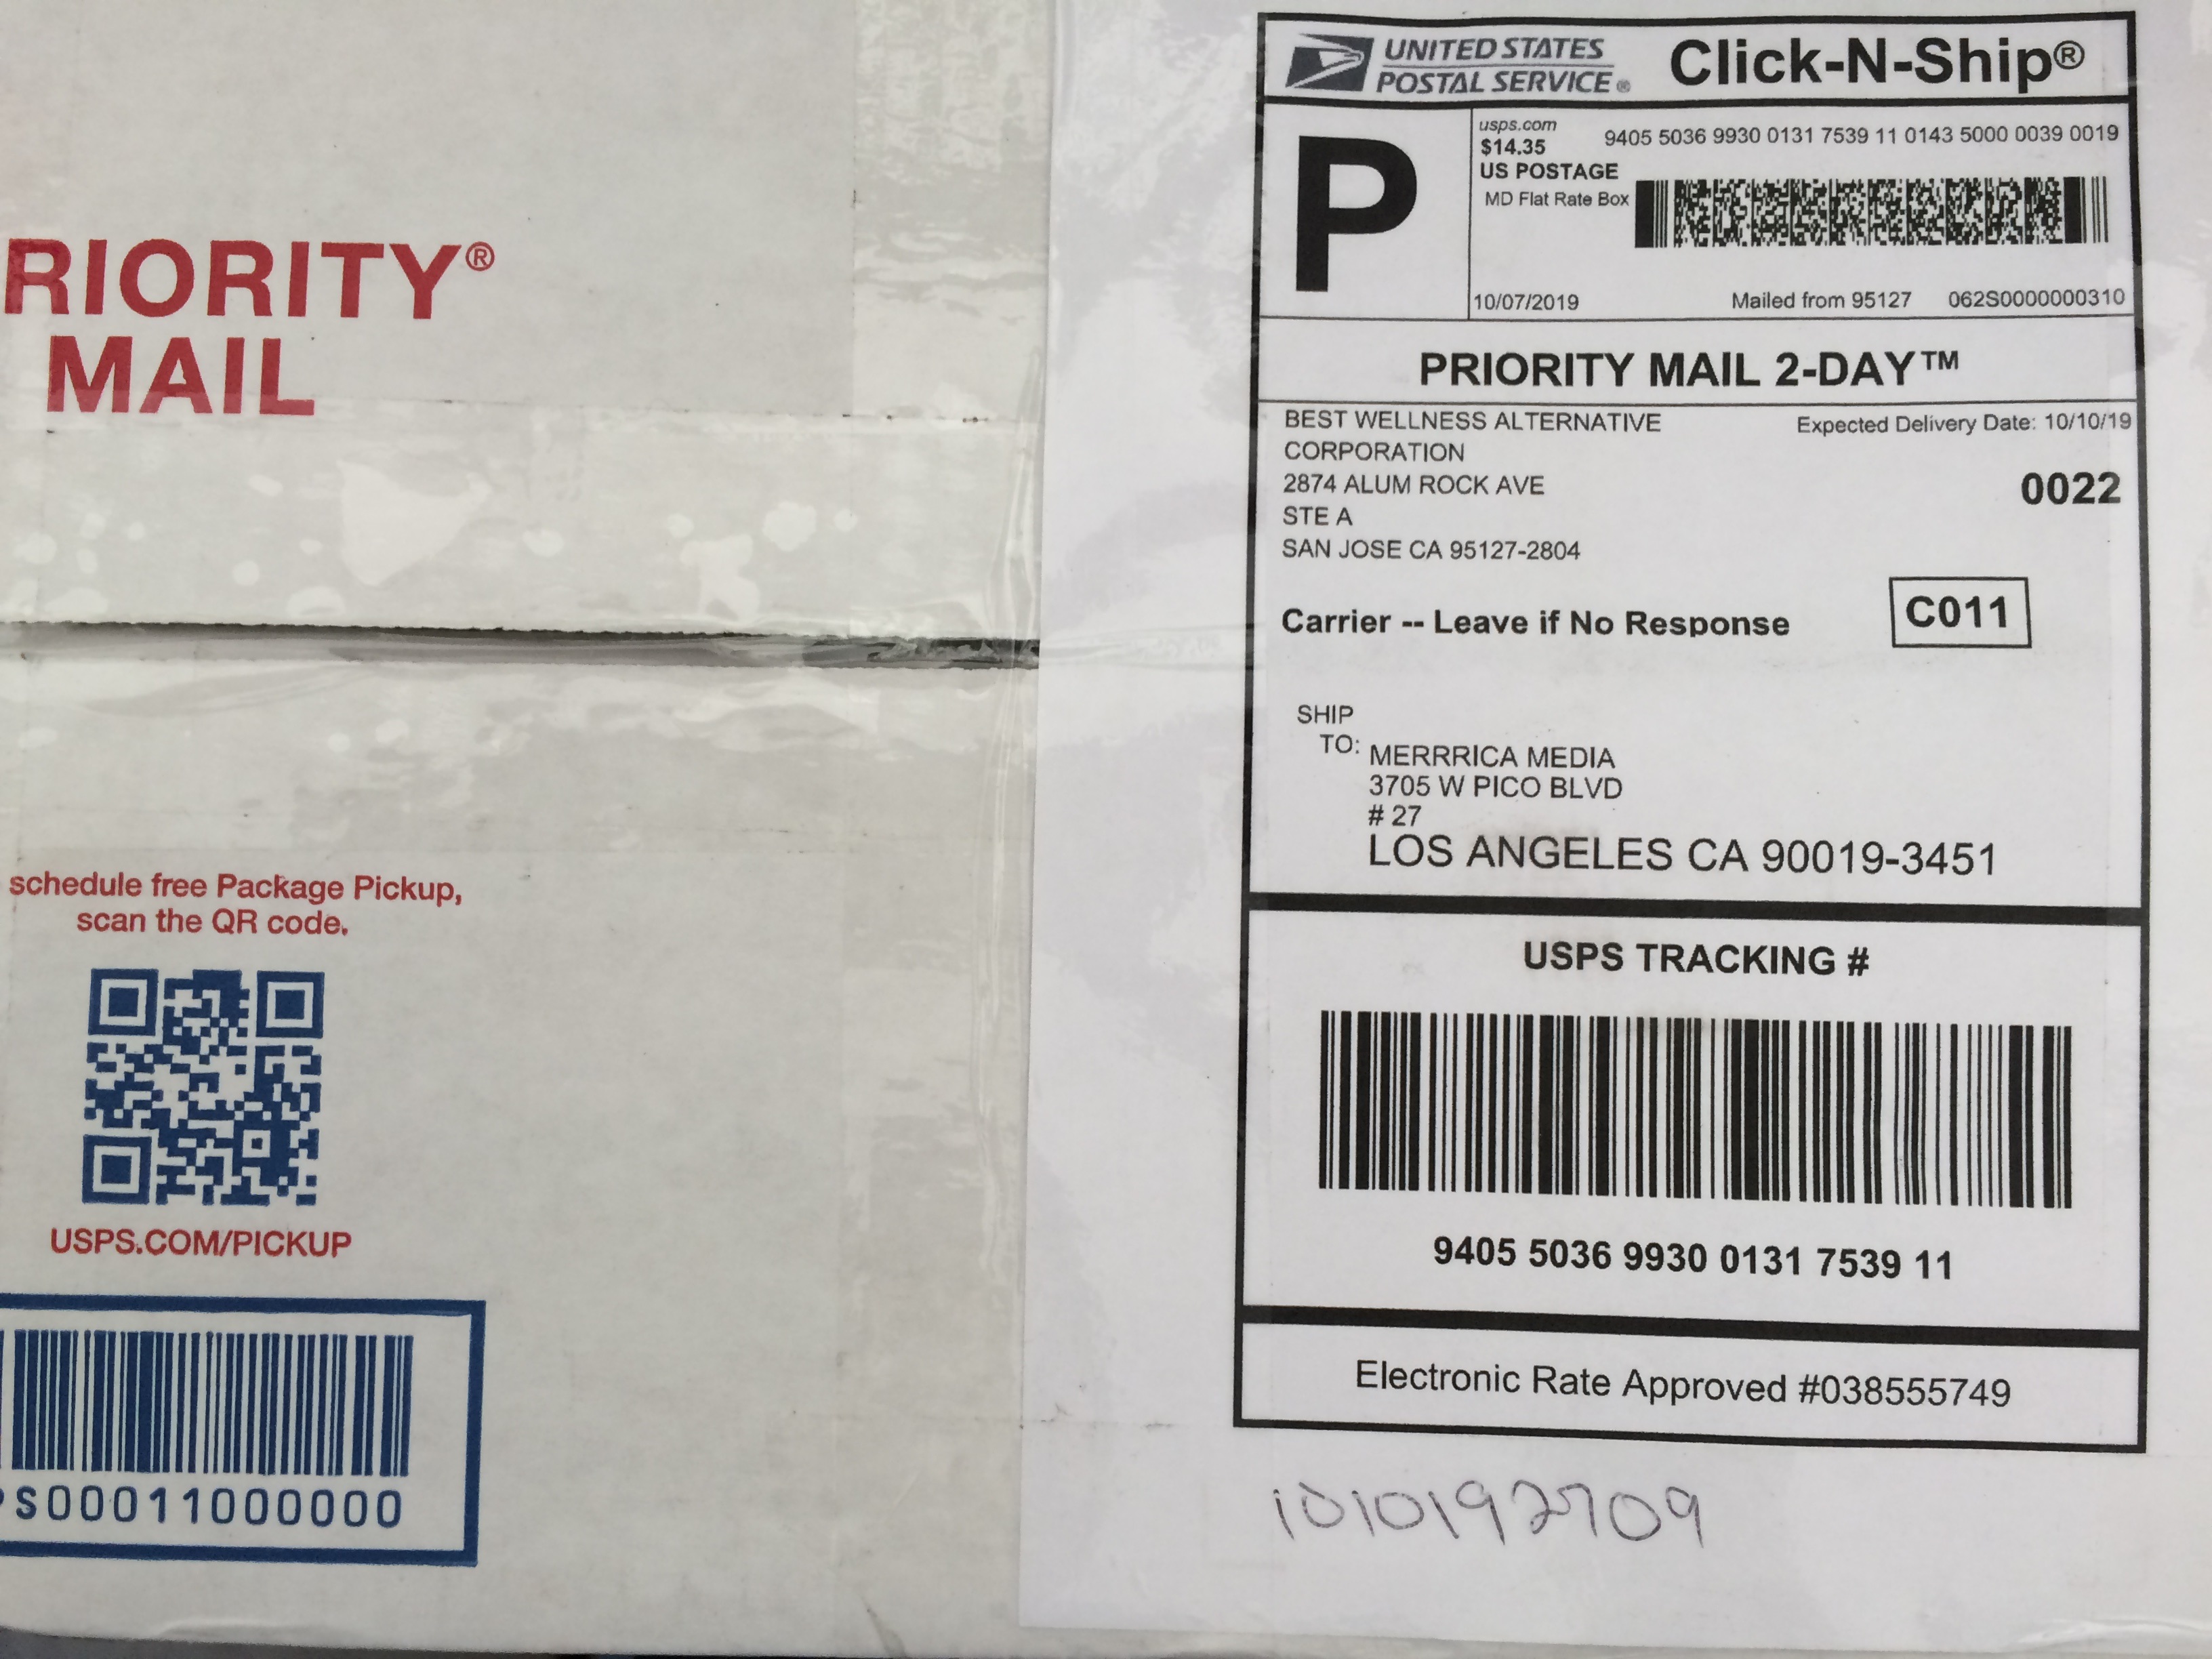 RIORITY®
MAIL
schedule free Package Pickup,
scan the QR code.
USPS.COM/PICKUP
PS00011000000
UNITED STATES
POSTAL SERVICE®
Click-N-Ship®
P
usps.com
$14.35
US POSTAGE
MD Flat Rate Box
9405 5036 9930 0131 7539 11 0143 5000 0039 0019
10/07/2019
Mailed from 95127 062S0000000310
PRIORITY MAIL 2-DAY™
BEST WELLNESS ALTERNATIVE
CORPORATION
2874 ALUM ROCK AVE
STE A
SAN JOSE CA 95127-2804
Expected Delivery Date: 10/10/19
0022
Carrier -- Leave if No Response
C011
SHIP
TO:
MERRRICA MEDIA
3705 W PICO BLVD
# 27
LOS ANGELES CA 90019-3451
USPS TRACKING #
9405 5036 9930 0131 7539 11
Electronic Rate Approved #038555749
1010192709